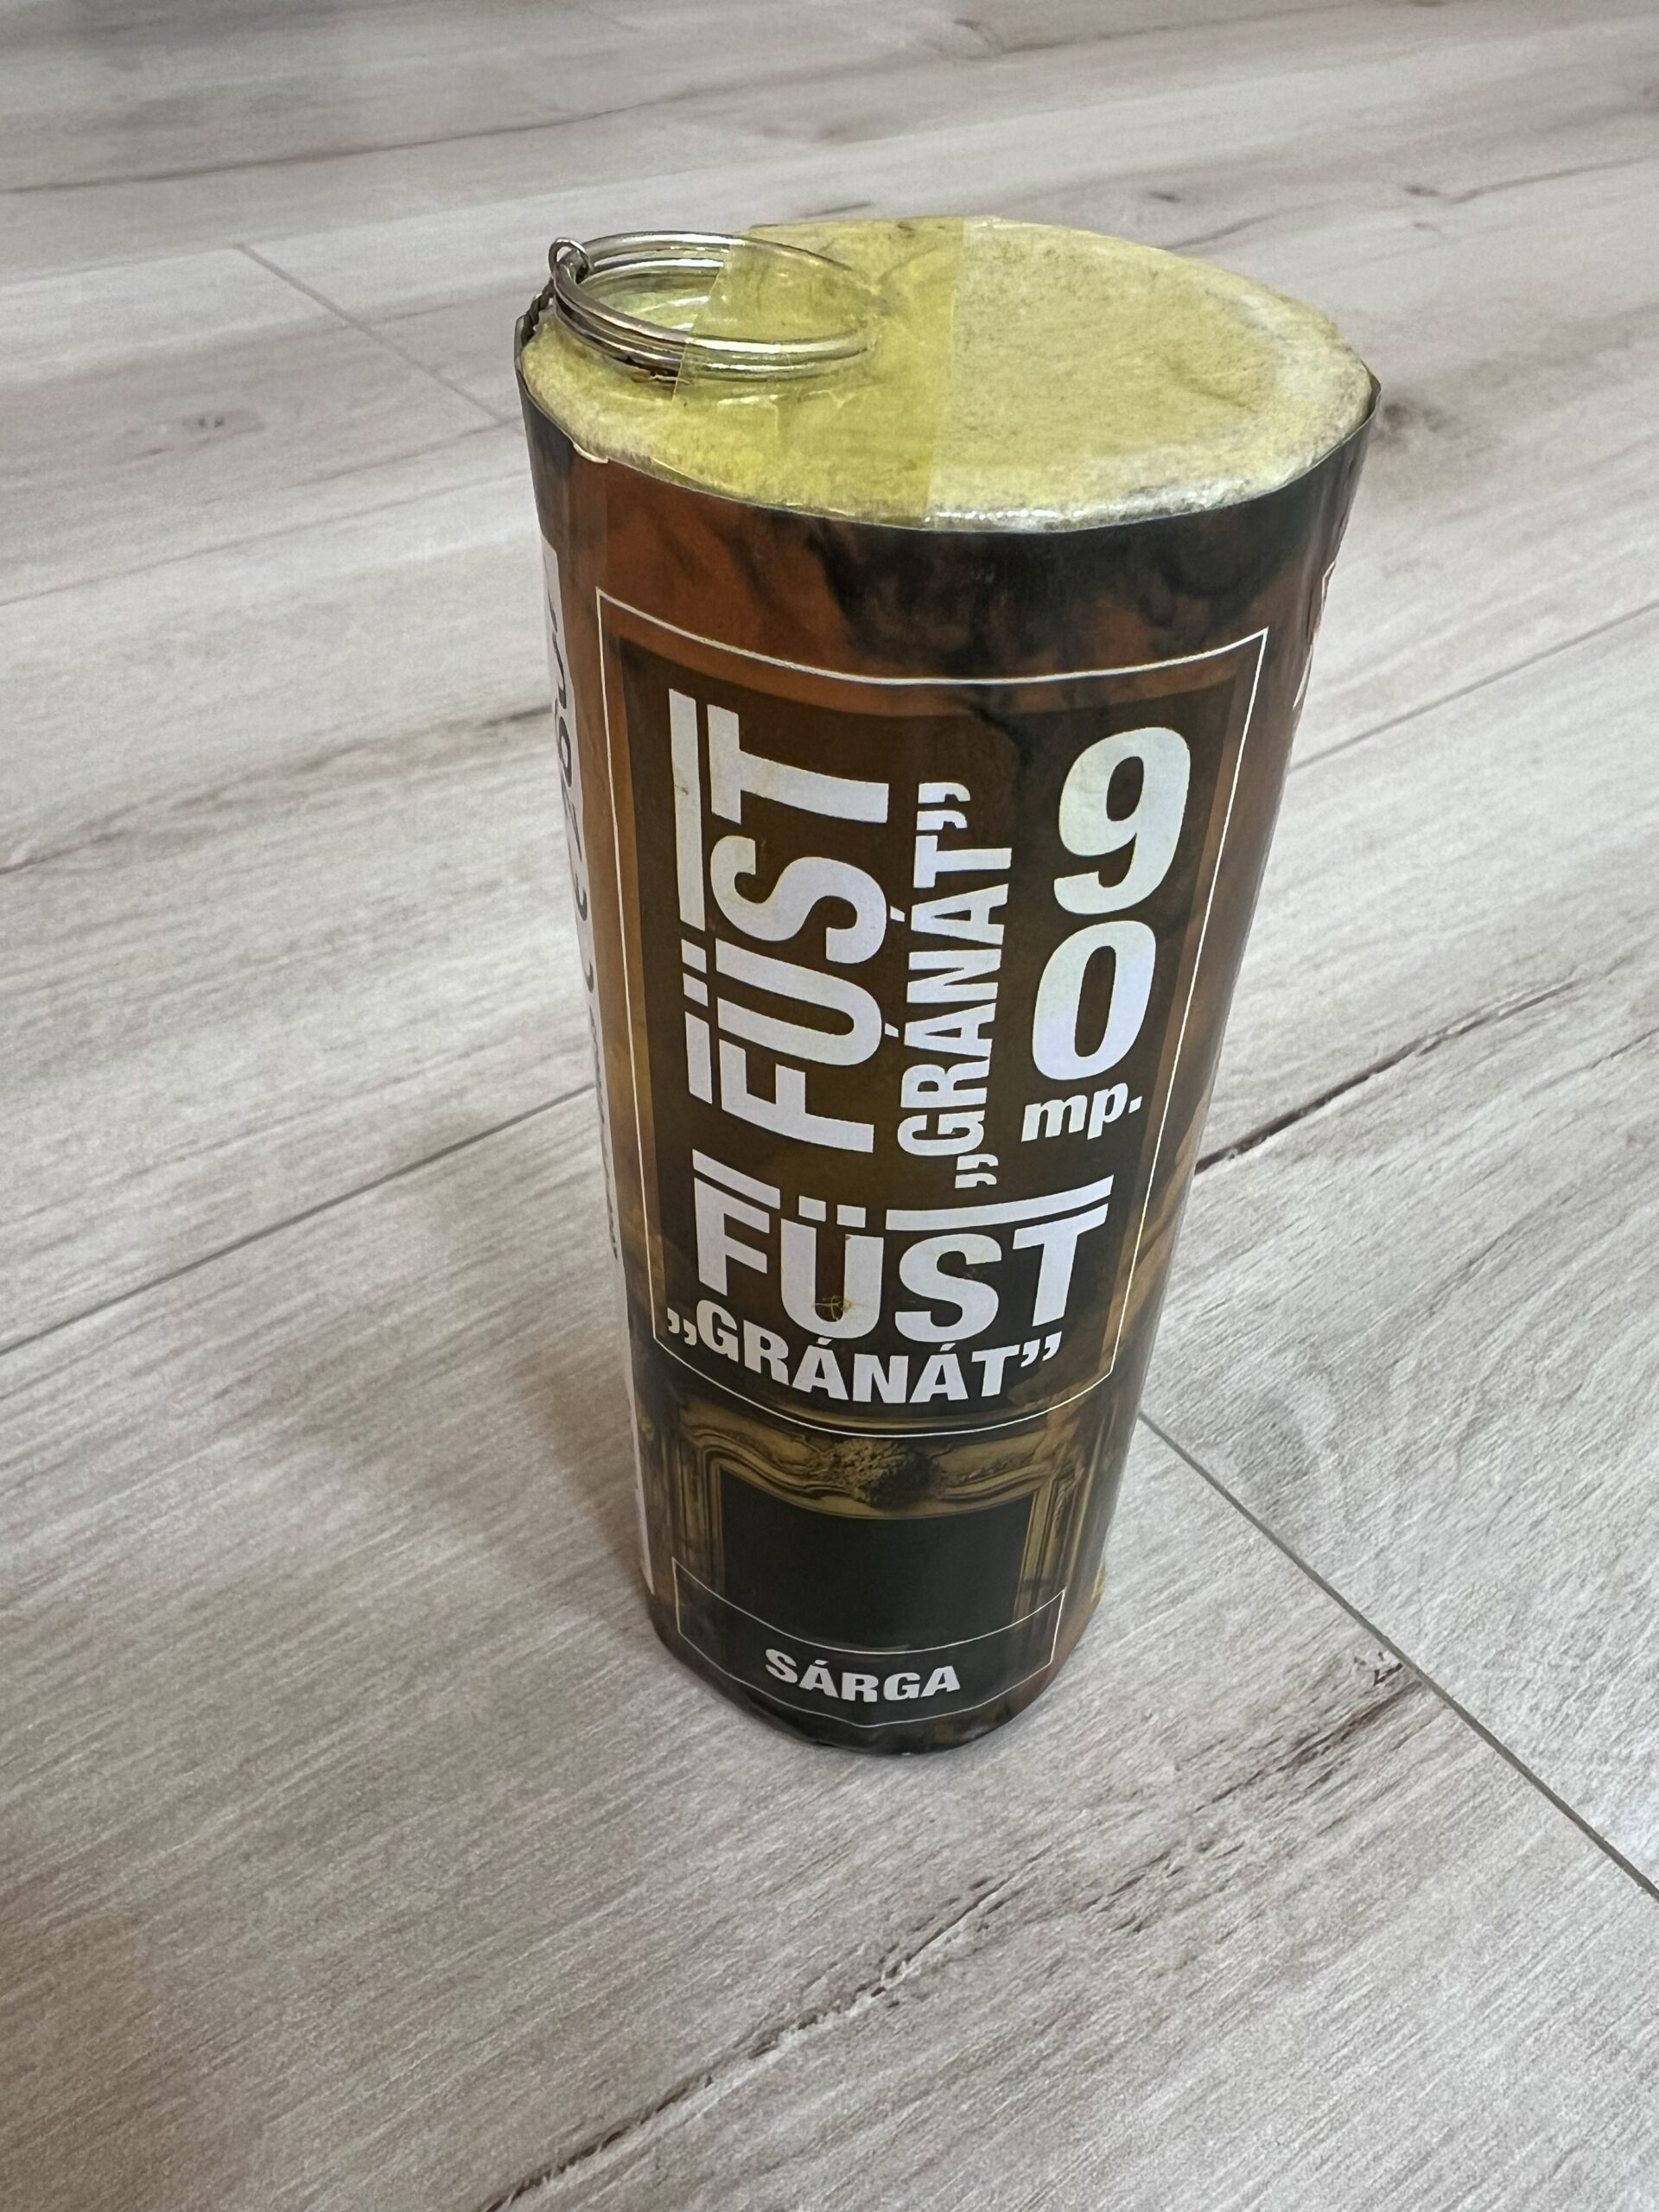 FÜST
„GRÁNÁT”
90
mp.
FÜST
„GRÁNÁT”
SÁRGA